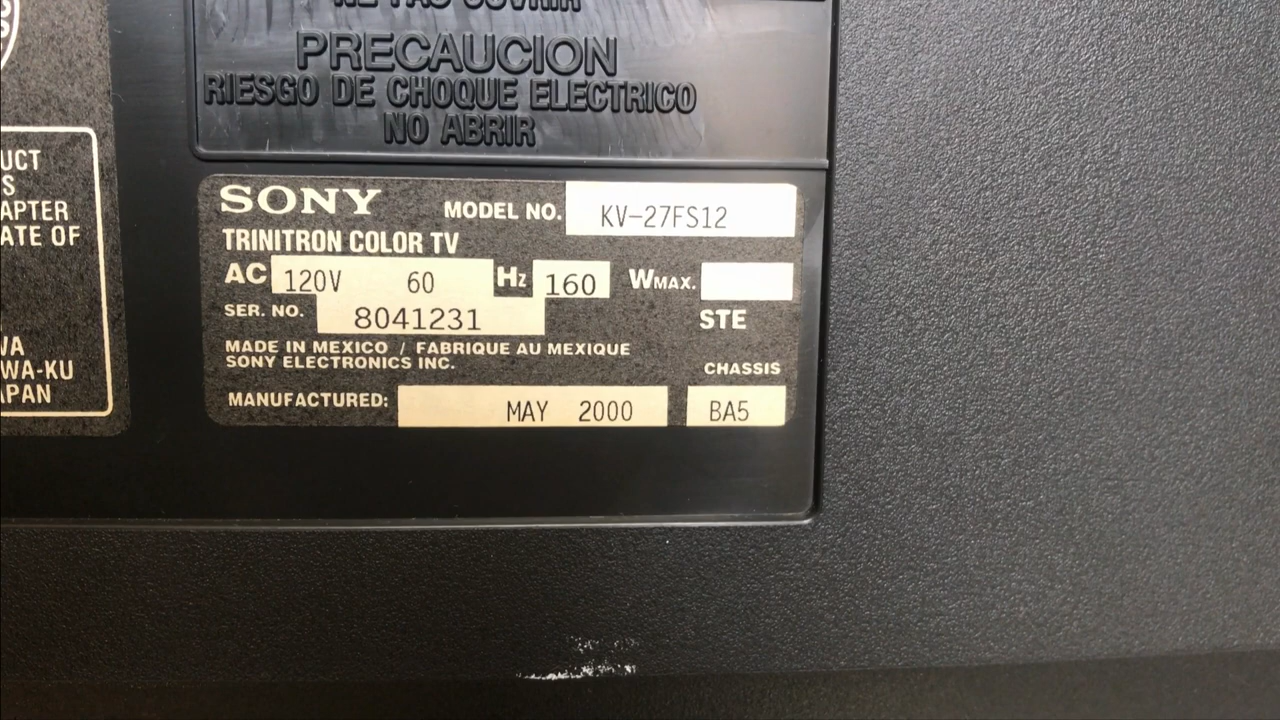 PRECAUCION
RIESGO DE CHOQUE ELECTRICO
NO ABRIR
UCT
S
APTER
ATE OF
WA-KU
APAN
SONY MODEL NO. KV-27FS12
TRINITRON COLOR TV
AC 120V 60 Hz 160 WMAX.
SER. NO. 8041231 STE
MADE IN MEXICO / FABRIQUE AU MEXIQUE
SONY ELECTRONICS INC.
CHASSIS
MANUFACTURED: MAY 2000 BA5